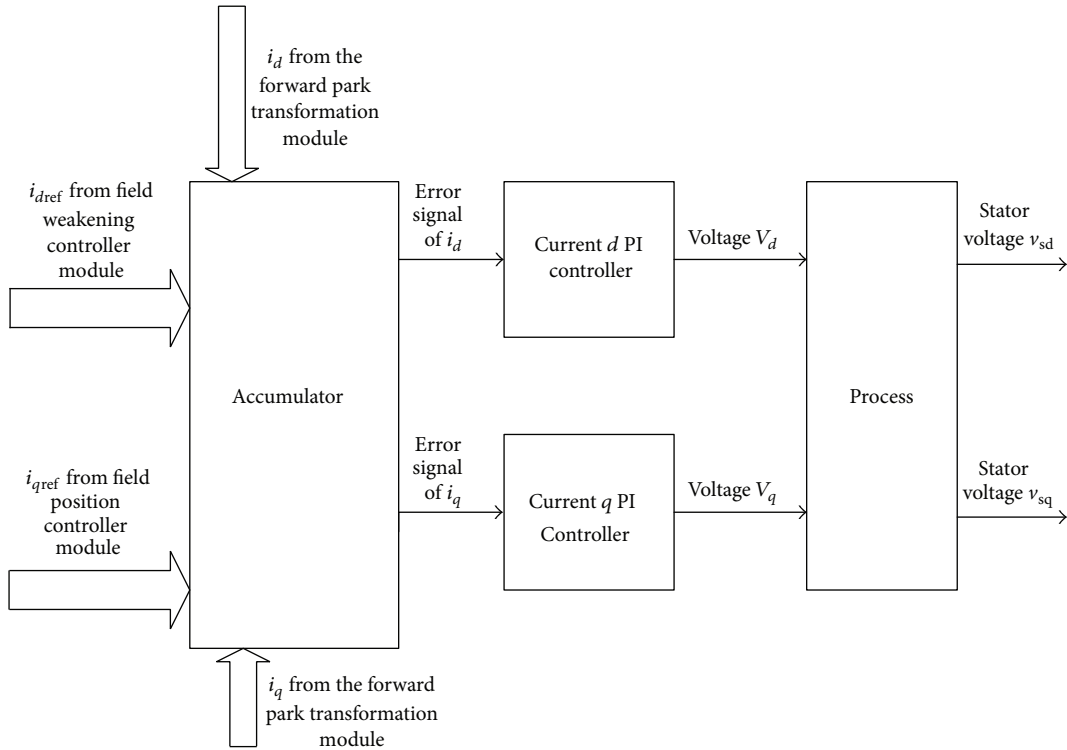 i_d from the
forward park
transformation
module
i_dref from field
weakening
controller
module
Error
signal
of i_d
Current d PI
controller
Voltage V_d
Stator
voltage v_sd
Accumulator
Process
i_qref from field
position
controller
module
Error
signal
of i_q
Current q PI
Controller
Voltage V_q
Stator
voltage v_sq
i_q from the forward
park transformation
module